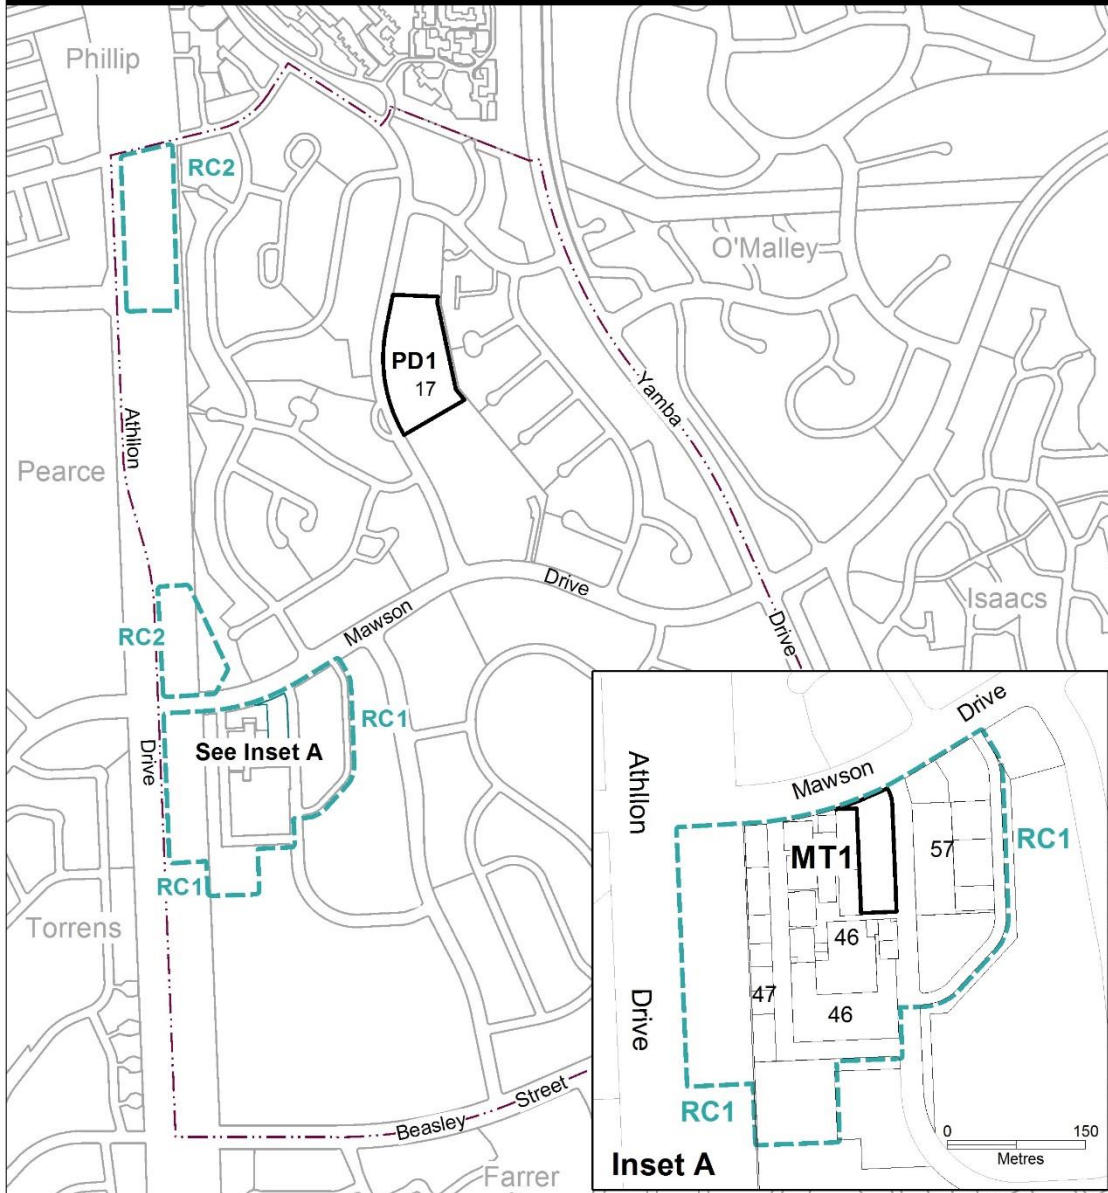 Phillip
RC2
O'Malley
PD1
17
Yamba
Athllon
Pearce
Drive
Isaacs
Mawson
Drive
RC2
RC1
See Inset A
Drive
RC1
Torrens
Street
Beasley
Farrer
Drive
Athllon
Mawson
MT1
57
RC1
46
47
46
Drive
RC1
0 150
Metres
Inset A